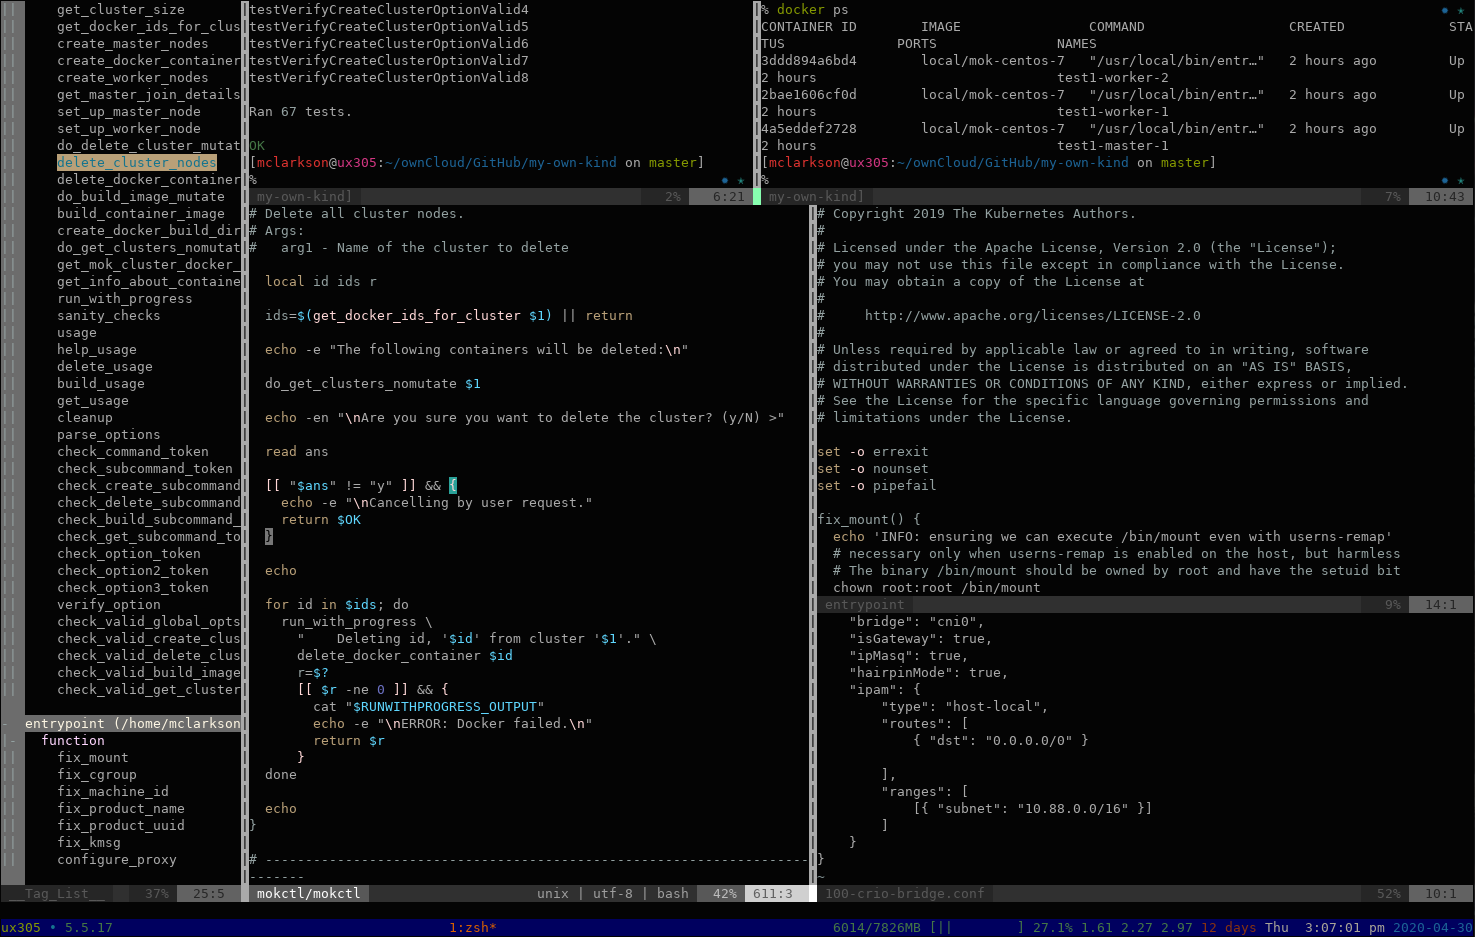 get_cluster_size
get_docker_ids_for_clus
create_master_nodes
create_docker_container
create_worker_nodes
get_master_join_details
set_up_master_node
set_up_worker_node
do_delete_cluster_mutat
delete_cluster_nodes
delete_docker_container
do_build_image_mutate
build_container_image
create_docker_build_dir
do_get_clusters_nomutat
get_mok_cluster_docker_
get_info_about_containe
run_with_progress
sanity_checks
usage
help_usage
delete_usage
build_usage
get_usage
cleanup
parse_options
check_command_token
check_subcommand_token
check_create_subcommand
check_delete_subcommand
check_build_subcommand_
check_get_subcommand_to
check_option_token
check_option2_token
check_option3_token
verify_option
check_valid_global_opts
check_valid_create_clus
check_valid_delete_clus
check_valid_build_image
check_valid_get_cluster
entrypoint (/home/mclarkson
function
fix_mount
fix_cgroup
fix_machine_id
fix_product_name
fix_product_uuid
fix_kmsg
configure_proxy
__Tag_List__ 37% 25:5
testVerifyCreateClusterOptionValid4
testVerifyCreateClusterOptionValid5
testVerifyCreateClusterOptionValid6
testVerifyCreateClusterOptionValid7
testVerifyCreateClusterOptionValid8
Ran 67 tests.
OK
[mclarkson@ux305:~/ownCloud/GitHub/my-own-kind on master]
%
my-own-kind] 2% 6:21
% docker ps
CONTAINER ID IMAGE COMMAND CREATED STA
TUS PORTS NAMES
3ddd894a6bd4 local/mok-centos-7 "/usr/local/bin/entr…" 2 hours ago Up
2 hours test1-worker-2
2bae1606cf0d local/mok-centos-7 "/usr/local/bin/entr…" 2 hours ago Up
2 hours test1-worker-1
4a5eddef2728 local/mok-centos-7 "/usr/local/bin/entr…" 2 hours ago Up
2 hours test1-master-1
[mclarkson@ux305:~/ownCloud/GitHub/my-own-kind on master]
%
my-own-kind] 7% 10:43
# Delete all cluster nodes.
# Args:
#   arg1 - Name of the cluster to delete
local id ids r
ids=$(get_docker_ids_for_cluster $1) || return
echo -e "The following containers will be deleted:\n"
do_get_clusters_nomutate $1
echo -en "\nAre you sure you want to delete the cluster? (y/N) >"
read ans
[[ "$ans" != "y" ]] && {
echo -e "\nCancelling by user request."
return $OK
}
echo
for id in $ids; do
run_with_progress \
"    Deleting id, '$id' from cluster '$1'." \
delete_docker_container $id
r=$?
[[ $r -ne 0 ]] && {
cat "$RUNWITHPROGRESS_OUTPUT"
echo -e "\nERROR: Docker failed.\n"
return $r
}
done
echo
}
# --------------------------------------------------------------------
-------
mokctl/mokctl unix | utf-8 | bash 42% 611:3
# Copyright 2019 The Kubernetes Authors.
#
# Licensed under the Apache License, Version 2.0 (the "License");
# you may not use this file except in compliance with the License.
# You may obtain a copy of the License at
#
#     http://www.apache.org/licenses/LICENSE-2.0
#
# Unless required by applicable law or agreed to in writing, software
# distributed under the License is distributed on an "AS IS" BASIS,
# WITHOUT WARRANTIES OR CONDITIONS OF ANY KIND, either express or implied.
# See the License for the specific language governing permissions and
# limitations under the License.
set -o errexit
set -o nounset
set -o pipefail
fix_mount() {
echo 'INFO: ensuring we can execute /bin/mount even with userns-remap'
# necessary only when userns-remap is enabled on the host, but harmless
# The binary /bin/mount should be owned by root and have the setuid bit
chown root:root /bin/mount
entrypoint 9% 14:1
"bridge": "cni0",
"isGateway": true,
"ipMasq": true,
"hairpinMode": true,
"ipam": {
"type": "host-local",
"routes": [
{ "dst": "0.0.0.0/0" }
],
"ranges": [
[{ "subnet": "10.88.0.0/16" }]
]
}
}
~
100-crio-bridge.conf 52% 10:1
ux305 • 5.5.17 1:zsh* 6014/7826MB [||        ] 27.1% 1.61 2.27 2.97 12 days Thu  3:07:01 pm 2020-04-30